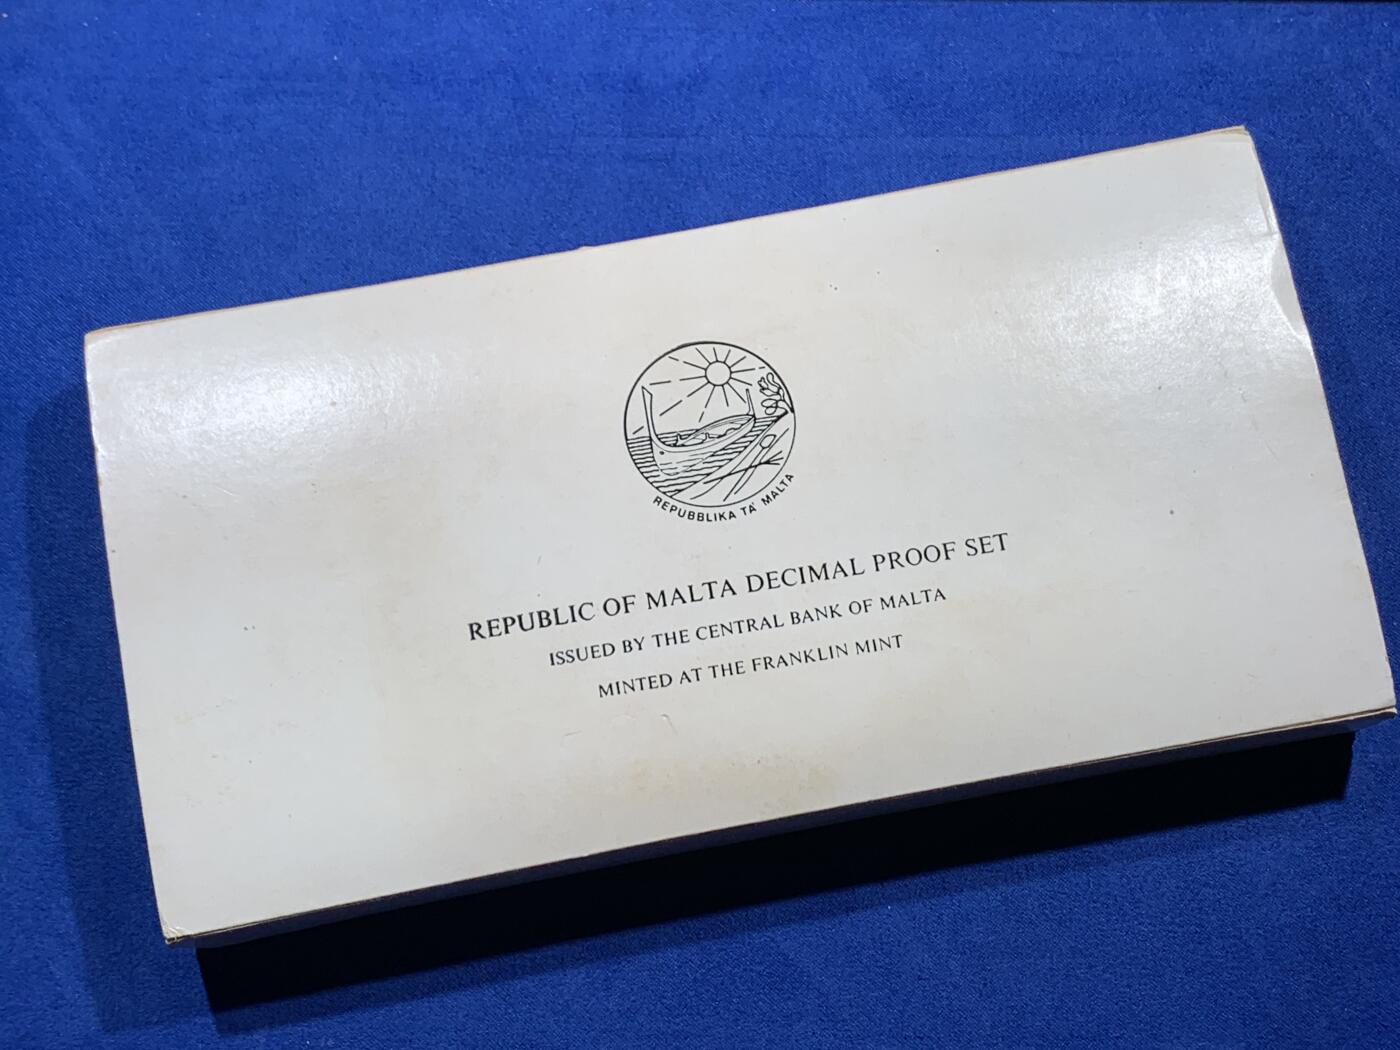 REPUBBLIKA TA' MALTA
REPUBLIC OF MALTA DECIMAL PROOF SET
ISSUED BY THE CENTRAL BANK OF MALTA
MINTED AT THE FRANKLIN MINT